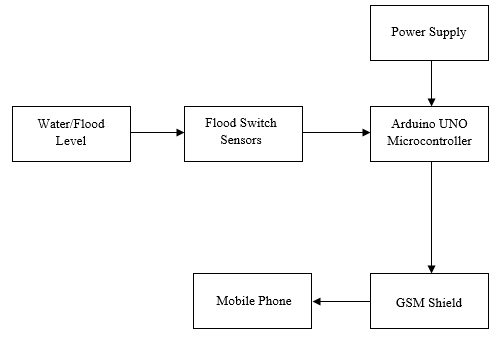 Power Supply
Water/Flood
Level
Flood Switch
Sensors
Arduino UNO
Microcontroller
Mobile Phone
GSM Shield